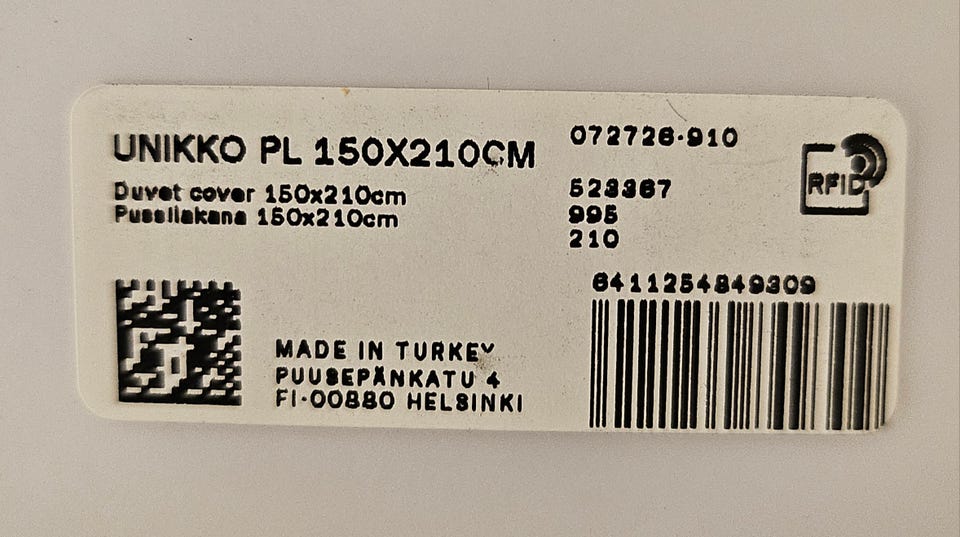 UNIKKO PL 150X210CM
Duvet cover 150x210cm
Pussilakana 150x210cm
072726-910
RFID
523367
995
210
6411254849309
MADE IN TURKEY
PUUSEPÄNKATU 4
FI-00880 HELSINKI